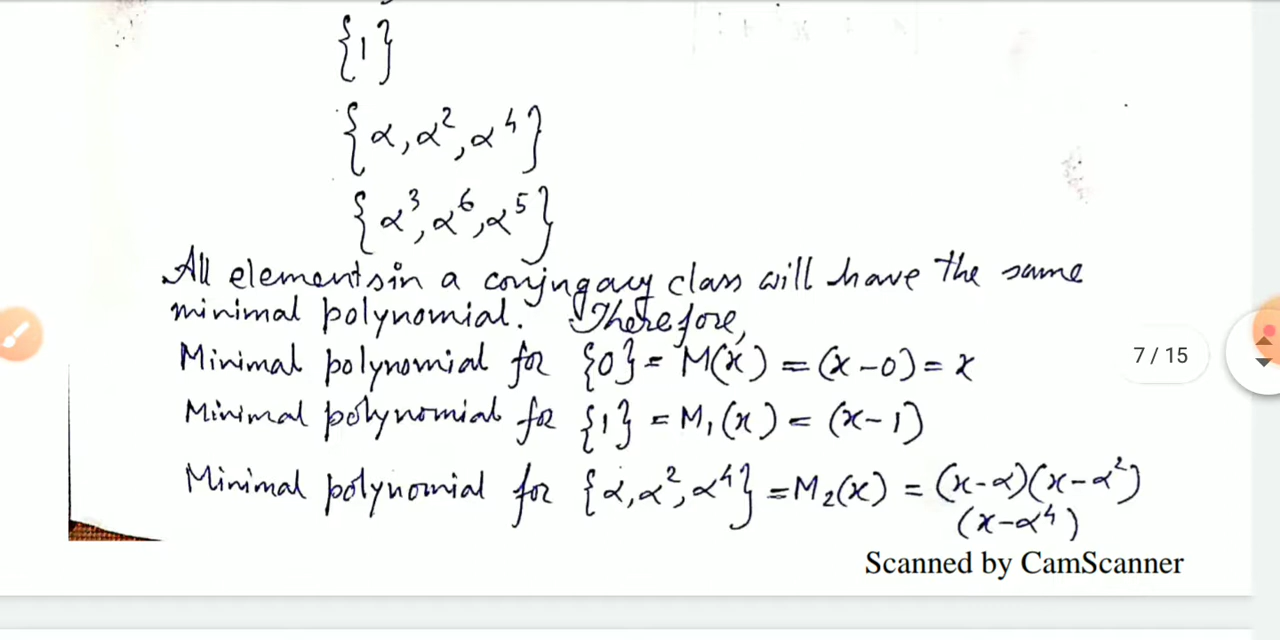 {1}
{α, α², α⁴}
{α³, α⁶, α⁵}
All elements in a conjugacy class will have the same
minimal polynomial. Therefore,
Minimal polynomial for {0} = M(x) = (x-0) = x
Minimal polynomial for {1} = M₁(x) = (x-1)
Minimal polynomial for {α, α², α⁴} = M₂(x) = (x-α)(x-α²)
(x-α⁴)
7 / 15
Scanned by CamScanner